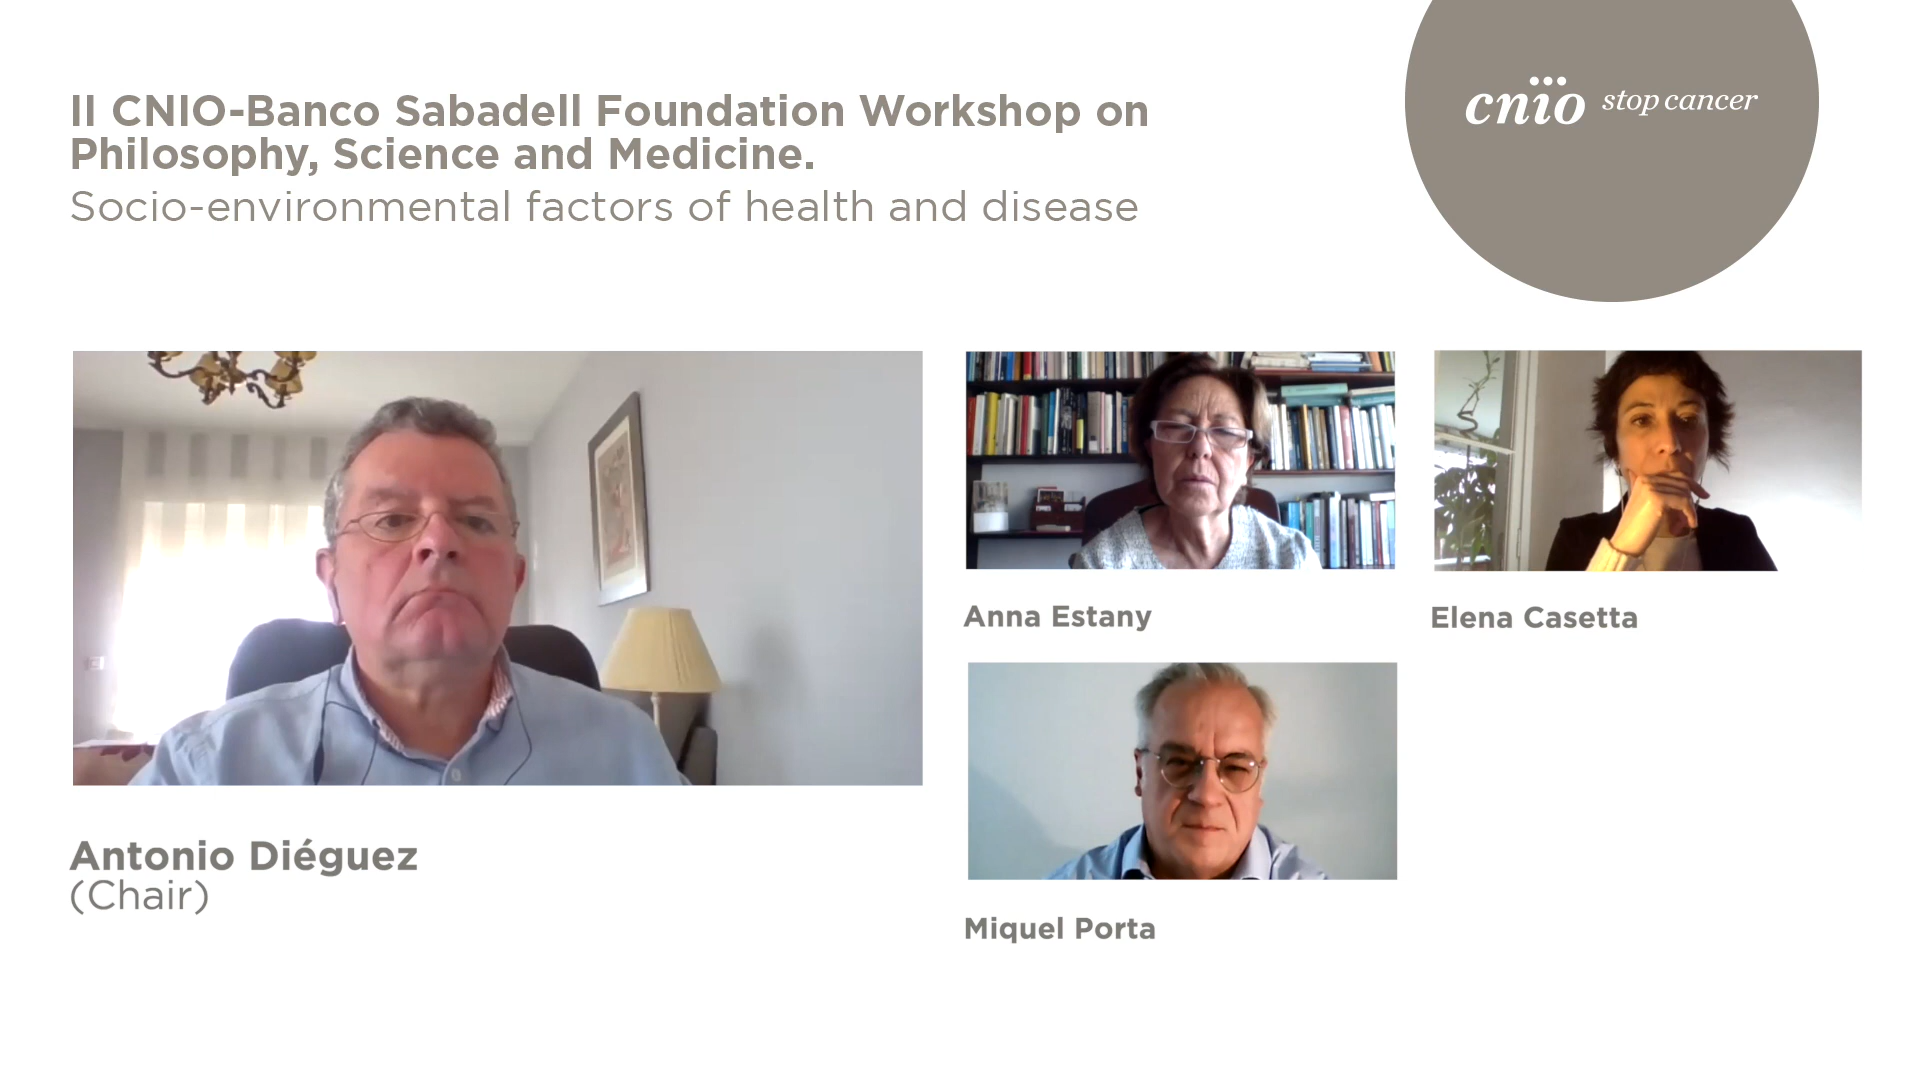 II CNIO-Banco Sabadell Foundation Workshop on
Philosophy, Science and Medicine.
Socio-environmental factors of health and disease
cnio stop cancer
Antonio Diéguez
(Chair)
Anna Estany
Elena Casetta
Miquel Porta